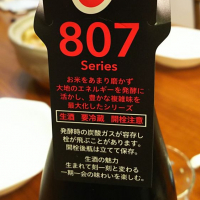 807
Series
お米をあまり磨かず
大地のエネルギーを発酵に
活かし、豊かな複雑味を
最大化したシリーズ
生酒 要冷蔵 開栓注意
発酵時の炭酸ガスが容存し
栓が飛ぶことがあります。
開栓後瓶は立てて保存。
生酒の魅力
生まれて刻一刻と変わる
一期一会の味わいを楽しむ。